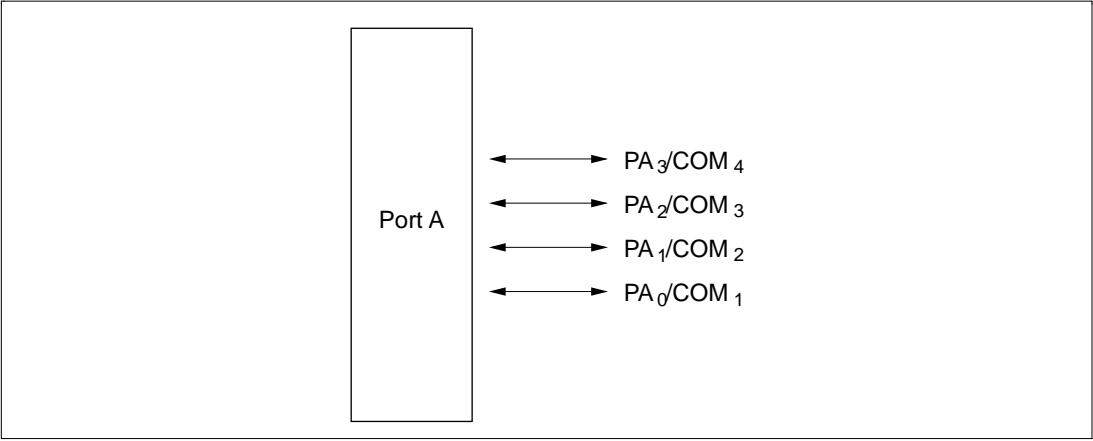 PA₃/COM₄
PA₂/COM₃
Port A
PA₁/COM₂
PA₀/COM₁